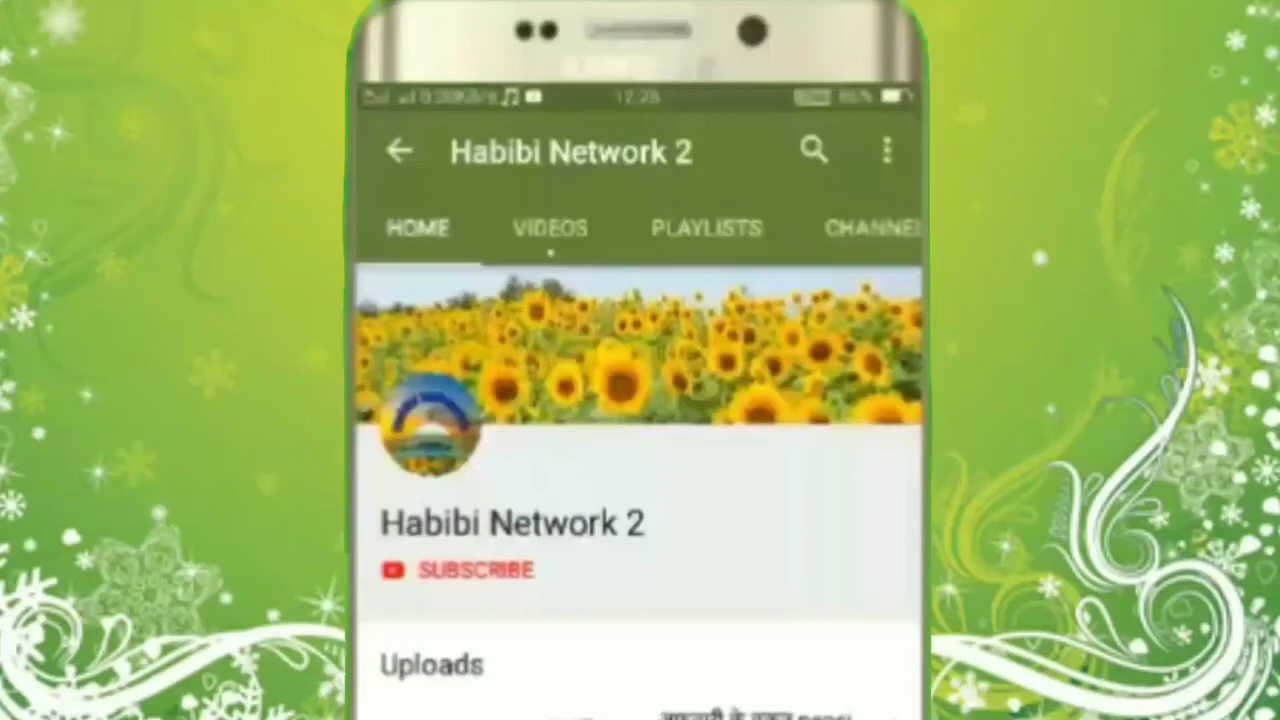 12:25
Habibi Network 2
HOME VIDEOS PLAYLISTS CHANNEL
Habibi Network 2
SUBSCRIBE
Uploads